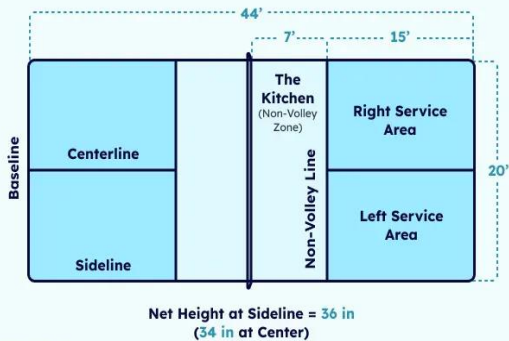 44'
7'
15'
The
Kitchen
(Non-Volley
Zone)
Right Service
Area
Centerline
Baseline
Non-Volley Line
20'
Left Service
Area
Sideline
Net Height at Sideline = 36 in
(34 in at Center)